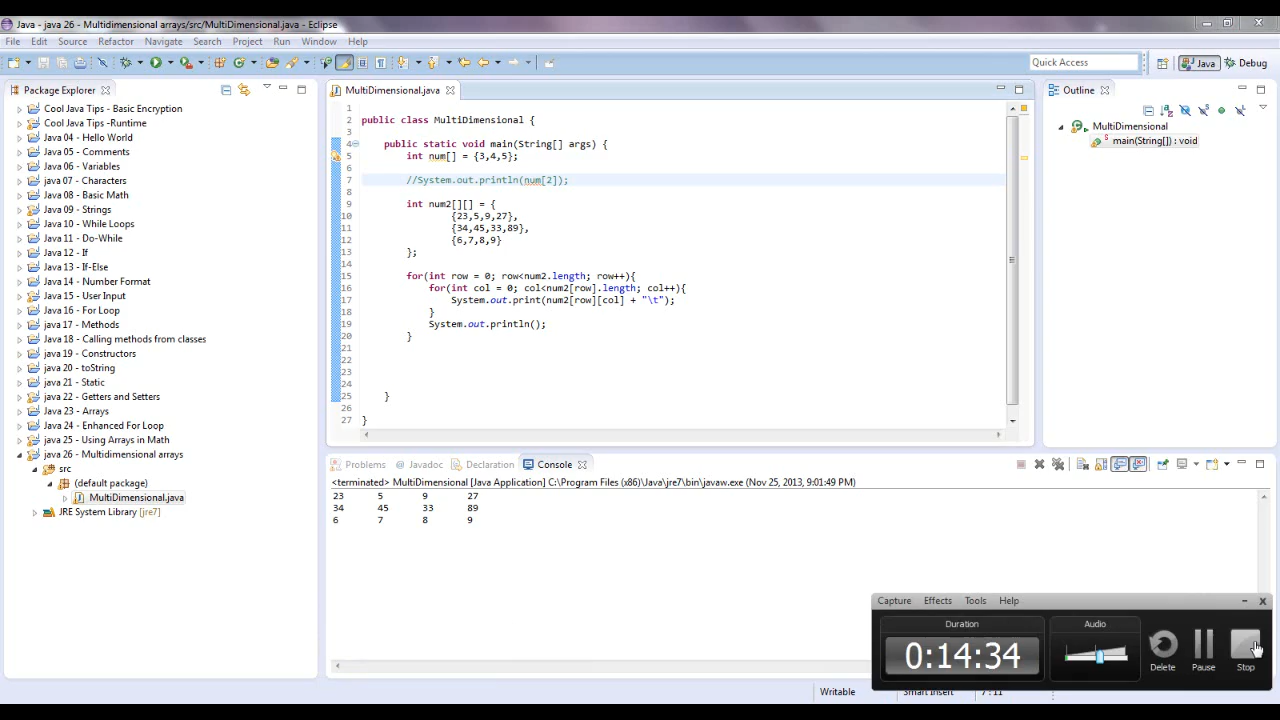 Java - java 26 - Multidimensional arrays/src/MultiDimensional.java - Eclipse
File Edit Source Refactor Navigate Search Project Run Window Help
Quick Access Java Debug
Package Explorer
Cool Java Tips - Basic Encryption
Cool Java Tips -Runtime
Java 04 - Hello World
Java 05 - Comments
Java 06 - Variables
java 07 - Characters
Java 08 - Basic Math
Java 09 - Strings
Java 10 - While Loops
Java 11 - Do-While
Java 12 - If
Java 13 - If-Else
Java 14 - Number Format
Java 15 - User Input
Java 16 - For Loop
java 17 - Methods
Java 18 - Calling methods from classes
java 19 - Constructors
java 20 - toString
java 21 - Static
java 22 - Getters and Setters
Java 23 - Arrays
Java 24 - Enhanced For Loop
java 25 - Using Arrays in Math
java 26 - Multidimensional arrays
src
(default package)
MultiDimensional.java
JRE System Library [jre7]
MultiDimensional.java
1
2 public class MultiDimensional {
3
4 public static void main(String[] args) {
5 int num[] = {3,4,5};
6
7 //System.out.println(num[2]);
8
9 int num2[][] = {
10 {23,5,9,27},
11 {34,45,33,89},
12 {6,7,8,9}
13 };
14
15 for(int row = 0; row<num2.length; row++){
16 for(int col = 0; col<num2[row].length; col++){
17 System.out.print(num2[row][col] + "\t");
18 }
19 System.out.println();
20 }
21
22
23
24
25 }
26
27 }
Outline
MultiDimensional
main(String[]) : void
Problems Javadoc Declaration Console
<terminated> MultiDimensional [Java Application] C:\Program Files (x86)\Java\jre7\bin\javaw.exe (Nov 25, 2013, 9:01:49 PM)
23 5 9 27
34 45 33 89
6 7 8 9
Capture Effects Tools Help
Duration Audio
0:14:34
Delete Pause Stop
Writable Smart Insert 7:11